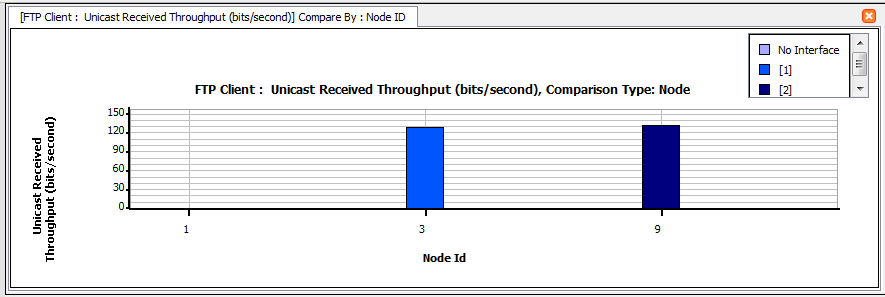 [FTP Client :  Unicast Received Throughput (bits/second)] Compare By : Node ID
No Interface
[1]
[2]
FTP Client :  Unicast Received Throughput (bits/second), Comparison Type: Node
Unicast Received
Throughput (bits/second)
150
120
90
60
30
0
1
3
9
Node Id